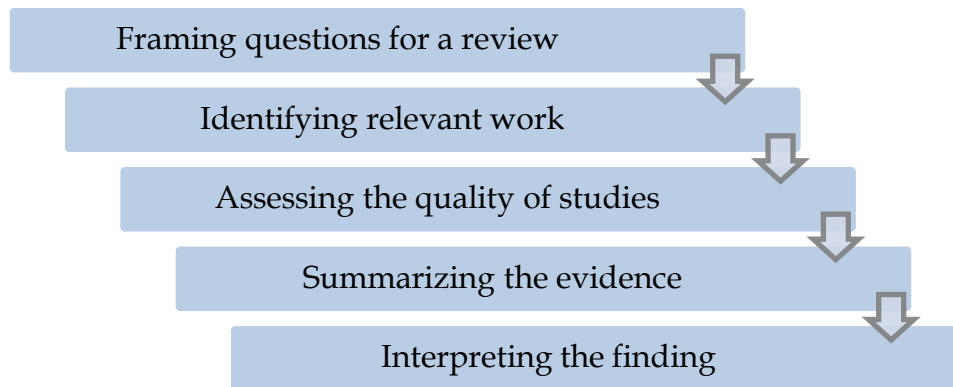 Framing questions for a review
Identifying relevant work
Assessing the quality of studies
Summarizing the evidence
Interpreting the finding